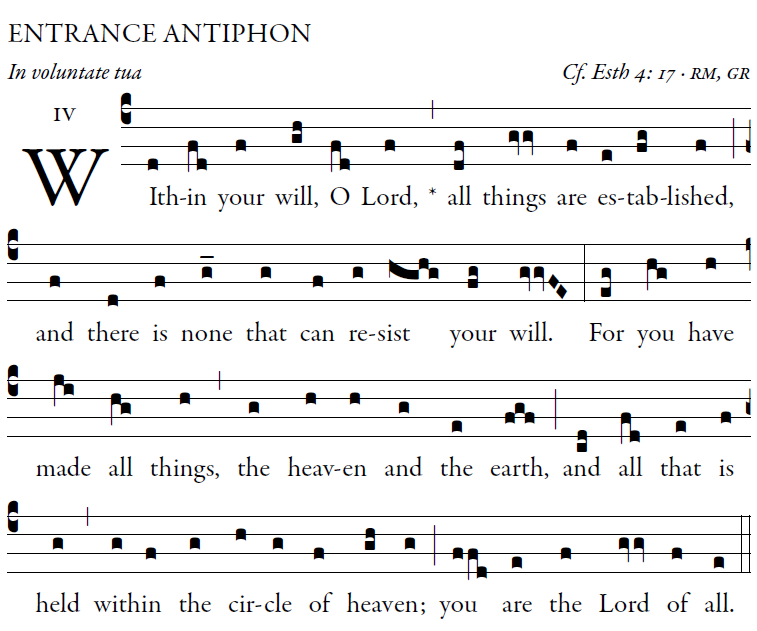 ENTRANCE ANTIPHON
In voluntate tua Cf. Esth 4: 17 · RM, GR
IV
WIth-in your will, O Lord, * all things are es-tab-lished,
and there is none that can re-sist your will. For you have
made all things, the heav-en and the earth, and all that is
held within the cir-cle of heaven; you are the Lord of all.